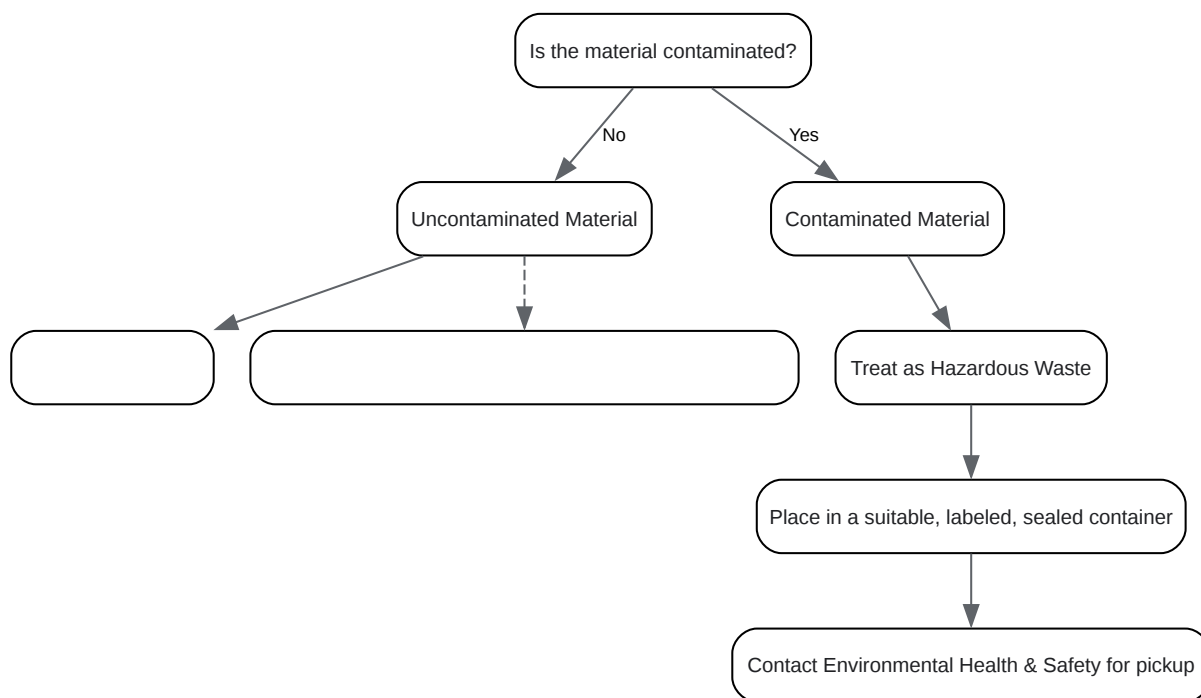 Is the material contaminated?
No
Yes
Uncontaminated Material
Contaminated Material
Treat as Hazardous Waste
Place in a suitable, labeled, sealed container
Contact Environmental Health & Safety for pickup